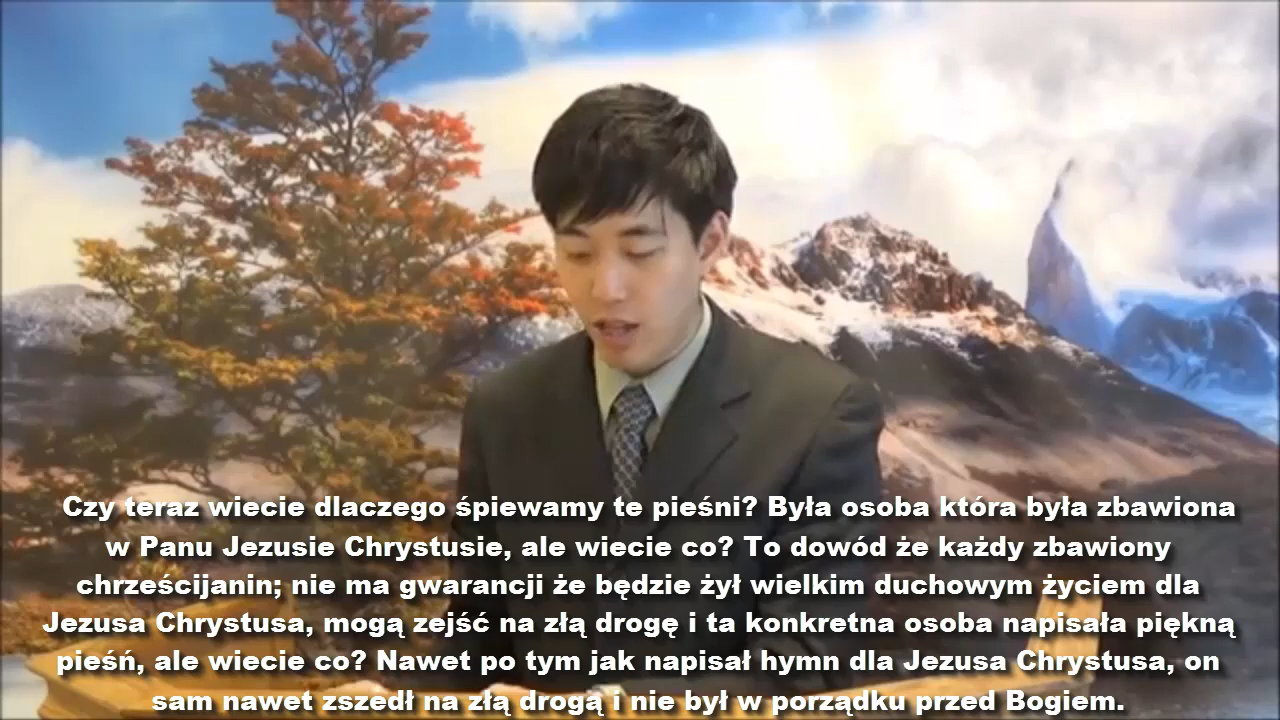 Czy teraz wiecie dlaczego śpiewamy te pieśni? Była osoba która była zbawiona
w Panu Jezusie Chrystusie, ale wiecie co? To dowód że każdy zbawiony
chrześcijanin; nie ma gwarancji że będzie żył wielkim duchowym życiem dla
Jezusa Chrystusa, mogą zejść na złą drogę i ta konkretna osoba napisała piękną
pieśń, ale wiecie co? Nawet po tym jak napisał hymn dla Jezusa Chrystusa, on
sam nawet zszedł na złą drogą i nie był w porządku przed Bogiem.